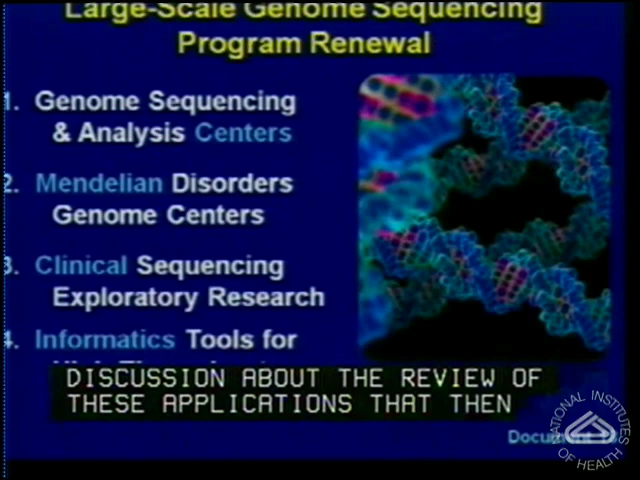 Large-Scale Genome Sequencing
Program Renewal
1. Genome Sequencing
& Analysis Centers
2. Mendelian Disorders
Genome Centers
3. Clinical Sequencing
Exploratory Research
4. Informatics Tools for
DISCUSSION ABOUT THE REVIEW OF
THESE APPLICATIONS THAT THEN
Document
NATIONAL INSTITUTES
OF HEALTH